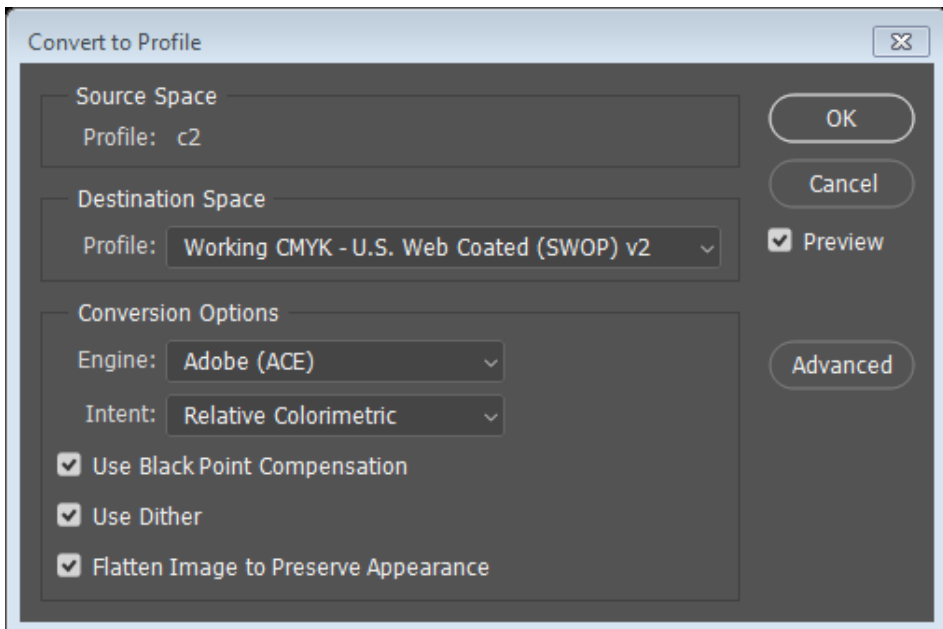 Convert to Profile
Source Space
Profile: c2
OK
Cancel
Destination Space
Profile: Working CMYK - U.S. Web Coated (SWOP) v2
Preview
Conversion Options
Engine: Adobe (ACE)
Advanced
Intent: Relative Colorimetric
Use Black Point Compensation
Use Dither
Flatten Image to Preserve Appearance